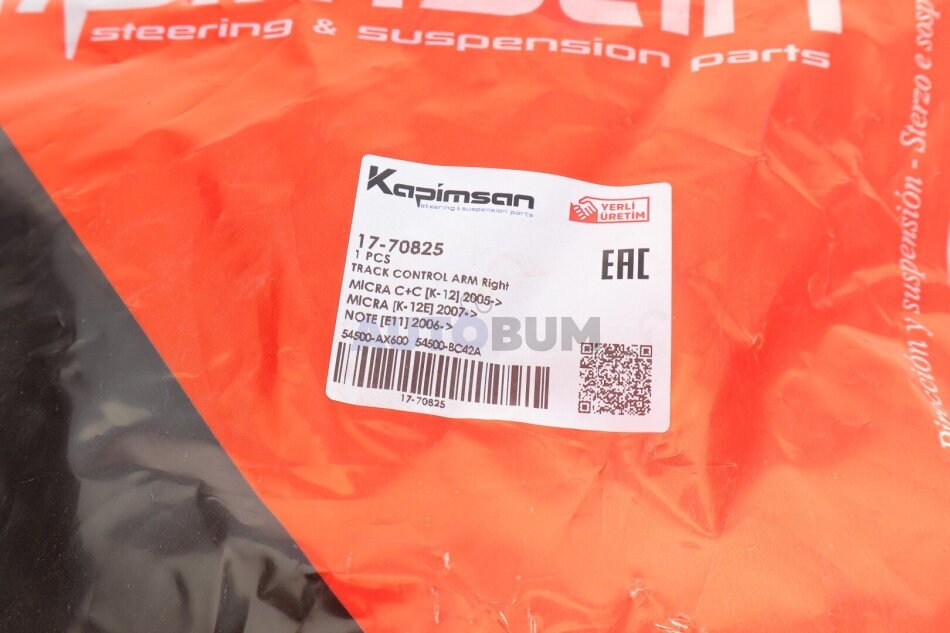 steering & suspension parts
Kapimsan
steering & suspension parts
YERLİ
ÜRETİM
17-70825
1 PCS
TRACK CONTROL ARM Right
EAC
MICRA C+C [K-12] 2005->
MICRA [K-12E] 2007->
NOTE [E11] 2006->
AUTOBUM
54500-AX600 54500-BC42A
17-70825
Dirección y suspensión - Sterzo e sosp